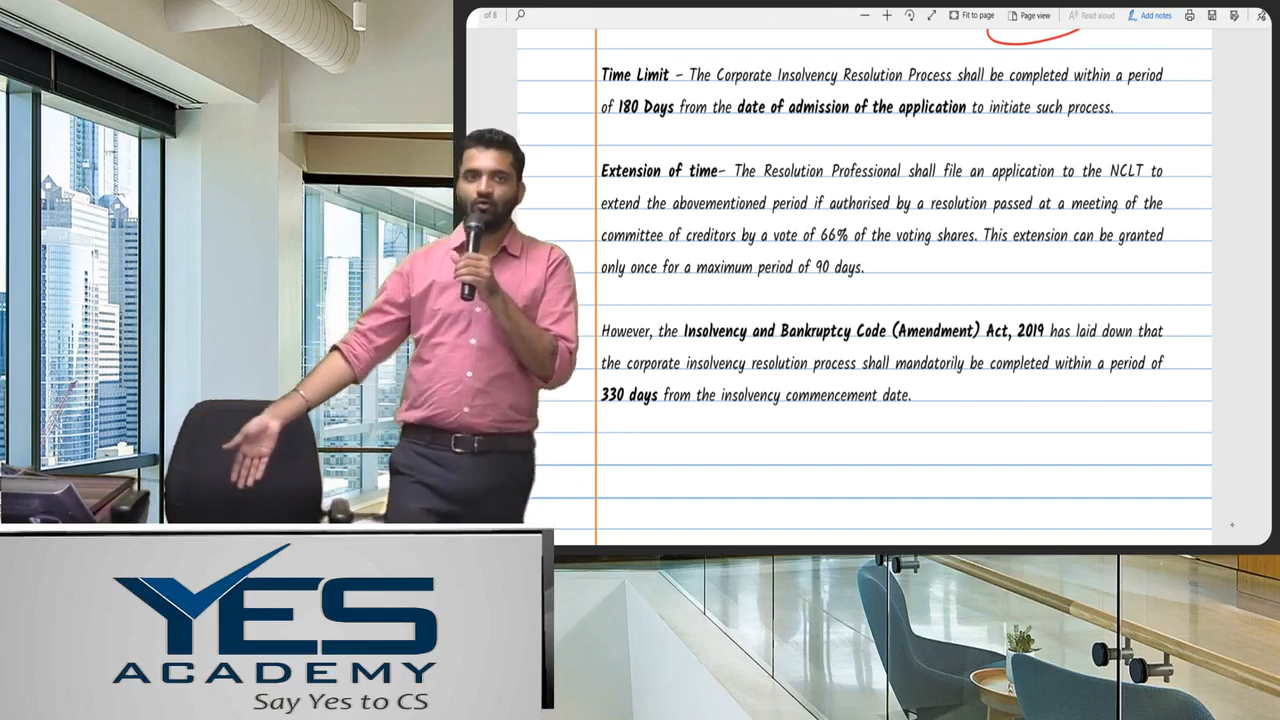 of 8
Fit to page
Page view
Read aloud
Add notes
Time Limit – The Corporate Insolvency Resolution Process shall be completed within a period
of 180 Days from the date of admission of the application to initiate such process.
Extension of time– The Resolution Professional shall file an application to the NCLT to
extend the abovementioned period if authorised by a resolution passed at a meeting of the
committee of creditors by a vote of 66% of the voting shares. This extension can be granted
only once for a maximum period of 90 days.
However, the Insolvency and Bankruptcy Code (Amendment) Act, 2019 has laid down that
the corporate insolvency resolution process shall mandatorily be completed within a period of
330 days from the insolvency commencement date.
YES
ACADEMY
Say Yes to CS